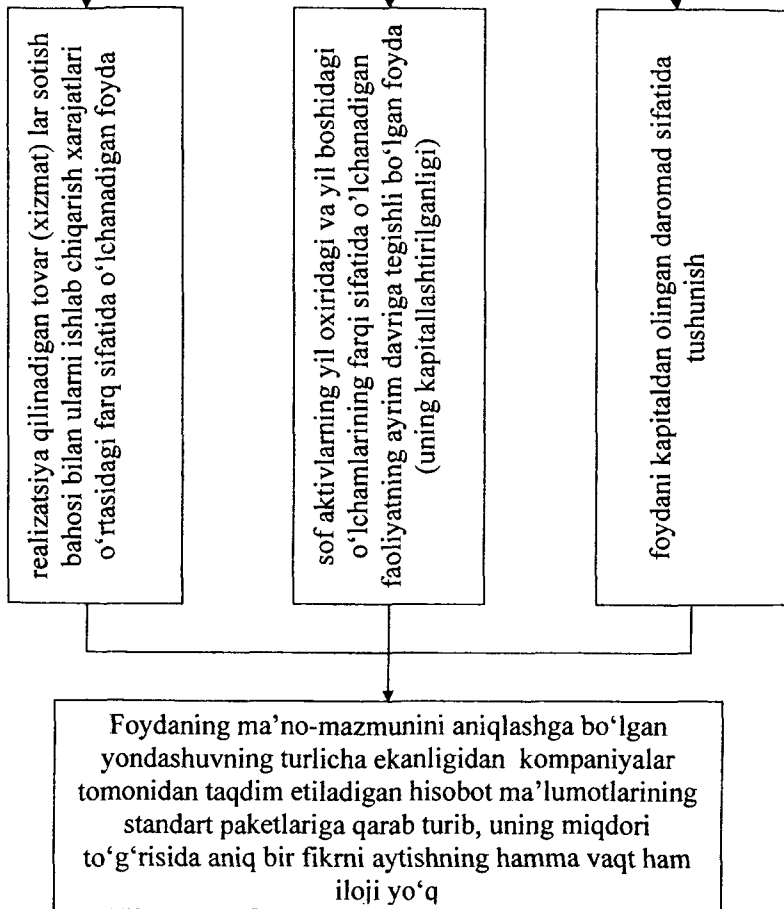 realizatsiya qilinadigan tovar (xizmat) lar sotish
bahosi bilan ularni ishlab chiqarish xarajatlari
o‘rtasidagi farq sifatida o‘lchanadigan foyda
sof aktivlarning yil oxiridagi va yil boshidagi
o‘lchamlarining farqi sifatida o’lchanadigan
faoliyatning ayrim davriga tegishli bo‘lgan foyda
(uning kapitallashtirilganligi)
foydani kapitaldan olingan daromad sifatida
tushunish
Foydaning ma’no-mazmunini aniqlashga bo‘lgan
yondashuvning turlicha ekanligidan kompaniyalar
tomonidan taqdim etiladigan hisobot ma’lumotlarining
standart paketlariga qarab turib, uning miqdori
to‘g‘risida aniq bir fikrni aytishning hamma vaqt ham
iloji yo‘q